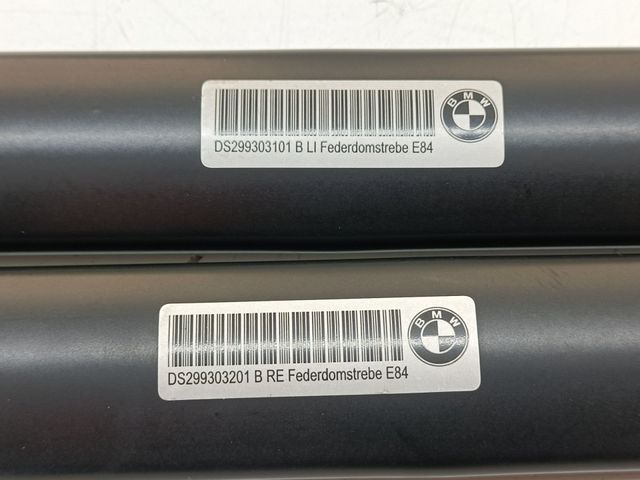 BMW
DS299303101 B LI Federdomstrebe E84
BMW
DS299303201 B RE Federdomstrebe E84